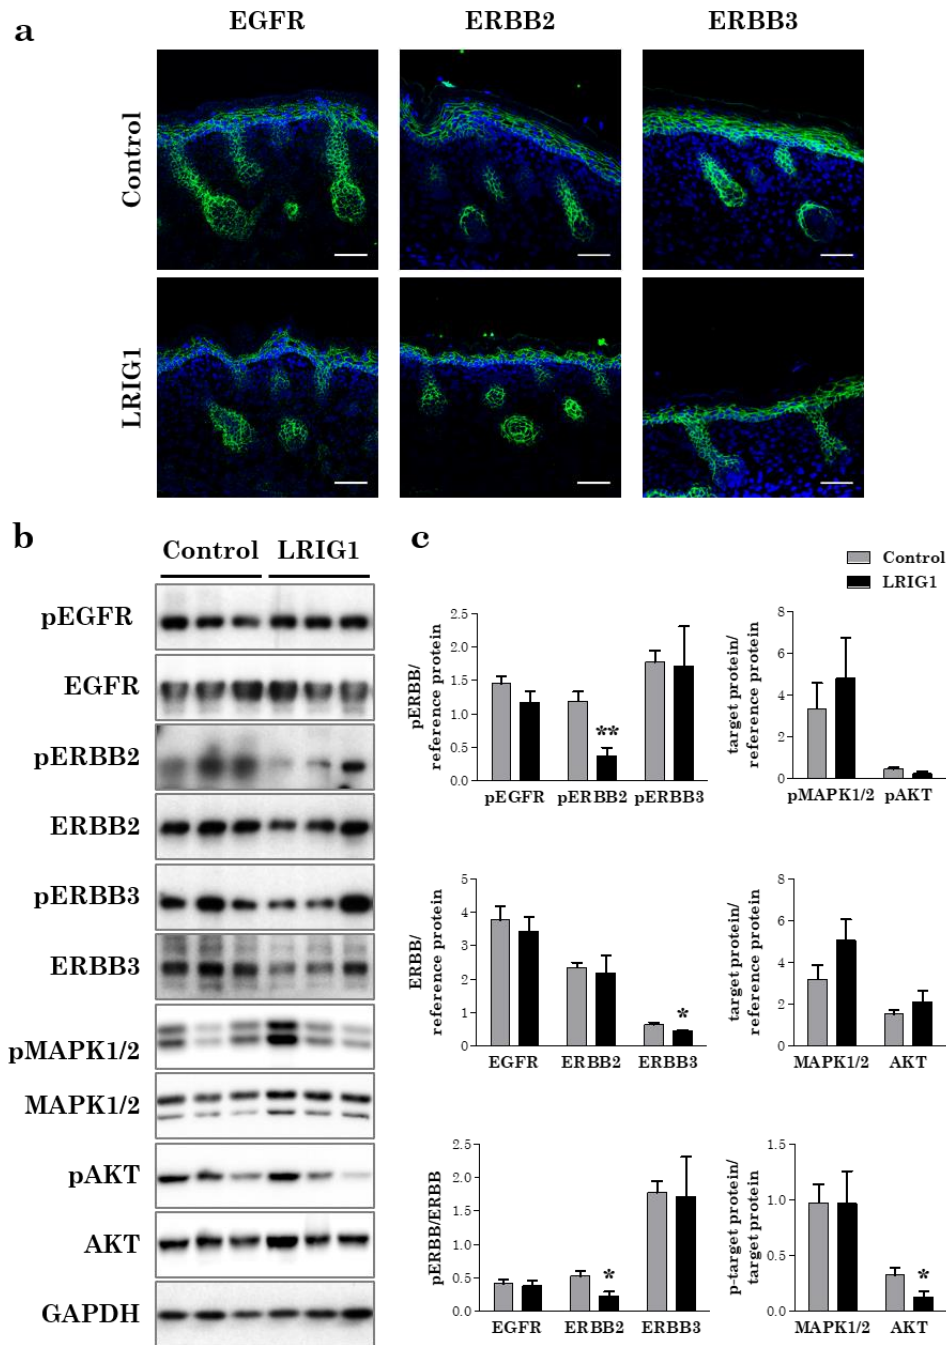 a
EGFR ERBB2 ERBB3
Control
LRIG1
b
Control LRIG1
pEGFR
EGFR
pERBB2
ERBB2
pERBB3
ERBB3
pMAPK1/2
MAPK1/2
pAKT
AKT
GAPDH
c
Control
LRIG1
pERBB/
reference protein
2.5
2.0
1.5
1.0
0.5
0.0
**
pEGFR pERBB2 pERBB3
target protein/
reference protein
8
6
4
2
0
pMAPK1/2 pAKT
ERBB/
reference protein
5
4
3
2
1
0
*
EGFR ERBB2 ERBB3
target protein/
reference protein
8
6
4
2
0
MAPK1/2 AKT
pERBB/ERBB
2.5
2.0
1.5
1.0
0.5
0.0
*
EGFR ERBB2 ERBB3
p-target protein/
target protein
1.5
1.0
0.5
0.0
*
MAPK1/2 AKT